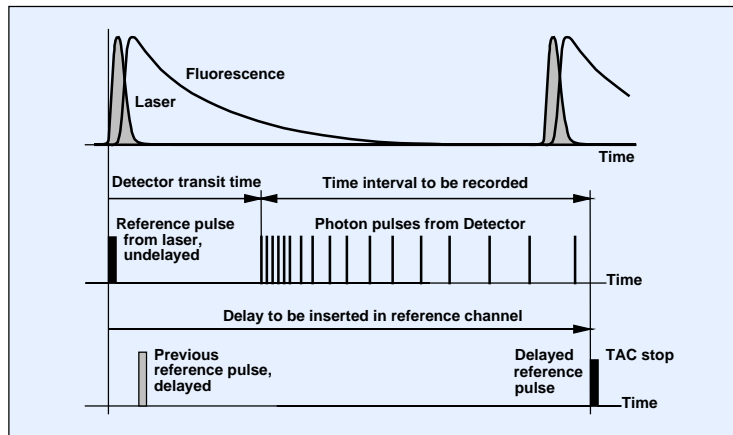 Fluorescence
Laser
Time
Detector transit time
Time interval to be recorded
Reference pulse
from laser,
undelayed
Photon pulses from Detector
Time
Delay to be inserted in reference channel
Previous
reference pulse,
delayed
Delayed
reference
pulse
TAC stop
Time